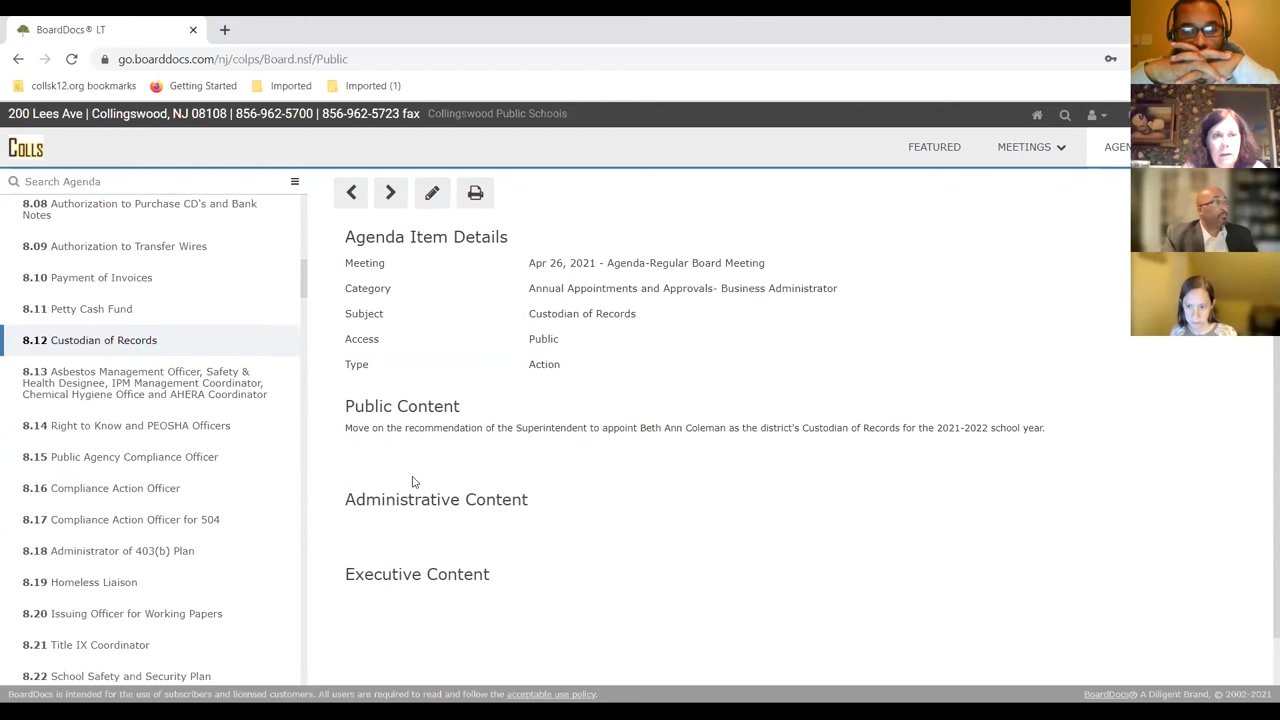 BoardDocs® LT
go.boarddocs.com/nj/colps/Board.nsf/Public
collsk12.org bookmarks
Getting Started
Imported
Imported (1)
200 Lees Ave | Collingswood, NJ 08108 | 856-962-5700 | 856-962-5723 fax
Collingswood Public Schools
COLLS
FEATURED
MEETINGS
AGEN
Search Agenda
8.08 Authorization to Purchase CD's and Bank
Notes
8.09 Authorization to Transfer Wires
8.10 Payment of Invoices
8.11 Petty Cash Fund
8.12 Custodian of Records
8.13 Asbestos Management Officer, Safety &
Health Designee, IPM Management Coordinator,
Chemical Hygiene Office and AHERA Coordinator
8.14 Right to Know and PEOSHA Officers
8.15 Public Agency Compliance Officer
8.16 Compliance Action Officer
8.17 Compliance Action Officer for 504
8.18 Administrator of 403(b) Plan
8.19 Homeless Liaison
8.20 Issuing Officer for Working Papers
8.21 Title IX Coordinator
8.22 School Safety and Security Plan
Agenda Item Details
Meeting Apr 26, 2021 - Agenda-Regular Board Meeting
Category Annual Appointments and Approvals- Business Administrator
Subject Custodian of Records
Access Public
Type Action
Public Content
Move on the recommendation of the Superintendent to appoint Beth Ann Coleman as the district's Custodian of Records for the 2021-2022 school year.
Administrative Content
Executive Content
BoardDocs is intended for the use of subscribers and licensed customers. All users are required to read and follow the acceptable use policy.
BoardDocs® A Diligent Brand, © 2002-2021